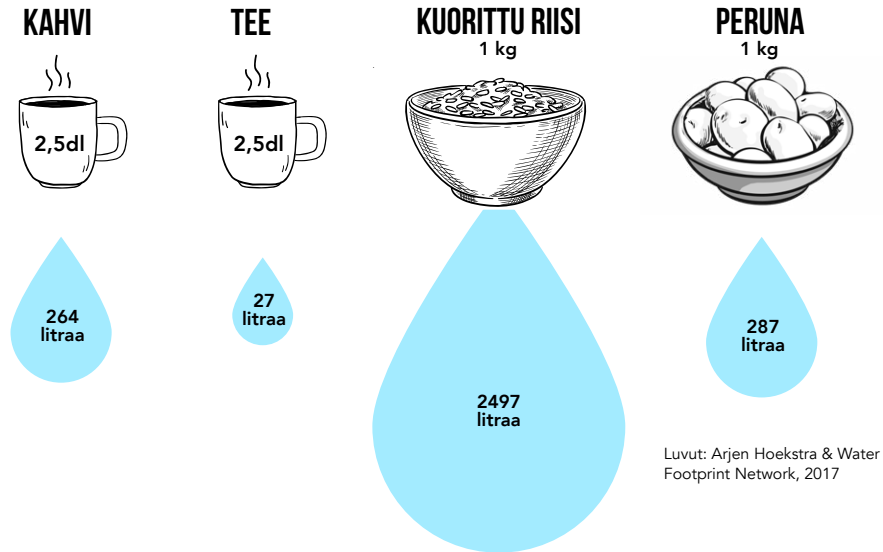 KAHVI
2,5dl
264
litraa
TEE
2,5dl
27
litraa
KUORITTU RIISI
1 kg
2497
litraa
PERUNA
1 kg
287
litraa
Luvut: Arjen Hoekstra & Water
Footprint Network, 2017